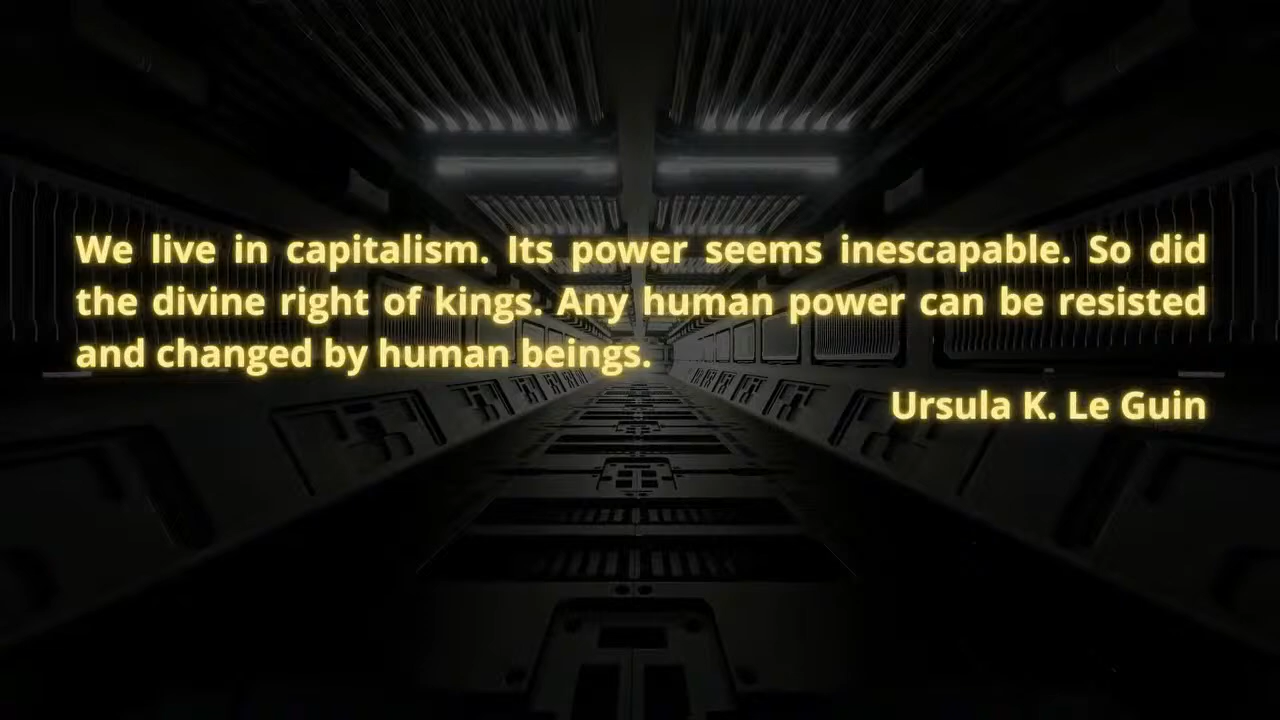 We live in capitalism. Its power seems inescapable. So did
the divine right of kings. Any human power can be resisted
and changed by human beings.
Ursula K. Le Guin